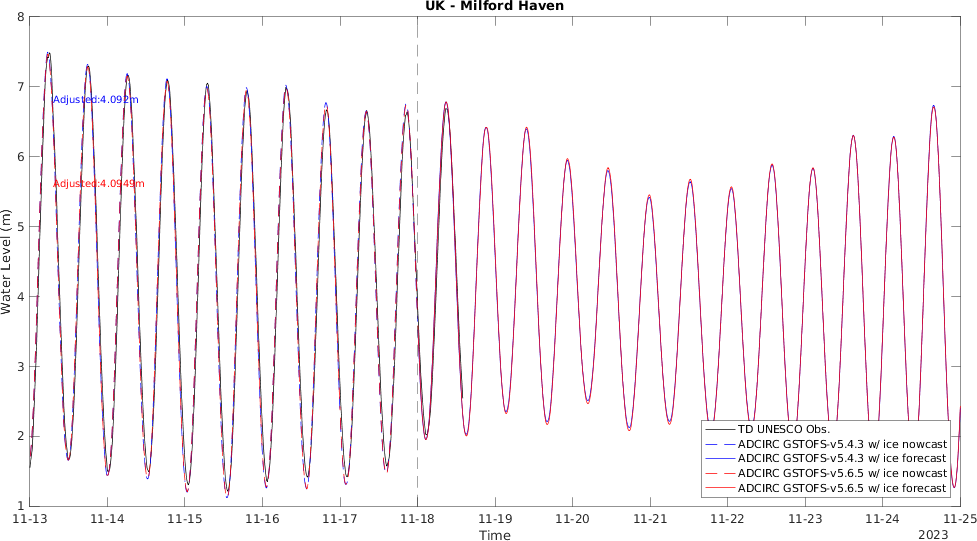 UK - Milford Haven
8
7
6
5
4
3
2
1
Water Level (m)
Adjusted:4.092m
Adjusted:4.0949m
TD UNESCO Obs.
ADCIRC GSTOFS-v5.4.3 w/ ice nowcast
ADCIRC GSTOFS-v5.4.3 w/ ice forecast
ADCIRC GSTOFS-v5.6.5 w/ ice nowcast
ADCIRC GSTOFS-v5.6.5 w/ ice forecast
11-13 11-14 11-15 11-16 11-17 11-18 11-19 11-20 11-21 11-22 11-23 11-24 11-25
Time
2023